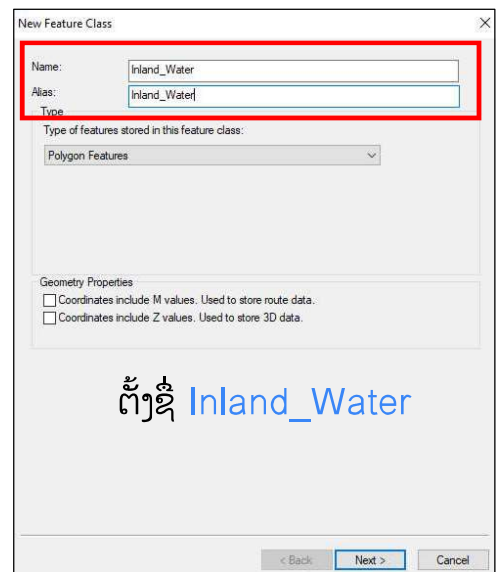 New Feature Class
Name: Inland_Water
Alias: Inland_Water
Type
Type of features stored in this feature class:
Polygon Features
Geometry Properties
Coordinates include M values. Used to store route data.
Coordinates include Z values. Used to store 3D data.
ຕັ້ງຊື່ Inland_Water
< Back Next > Cancel